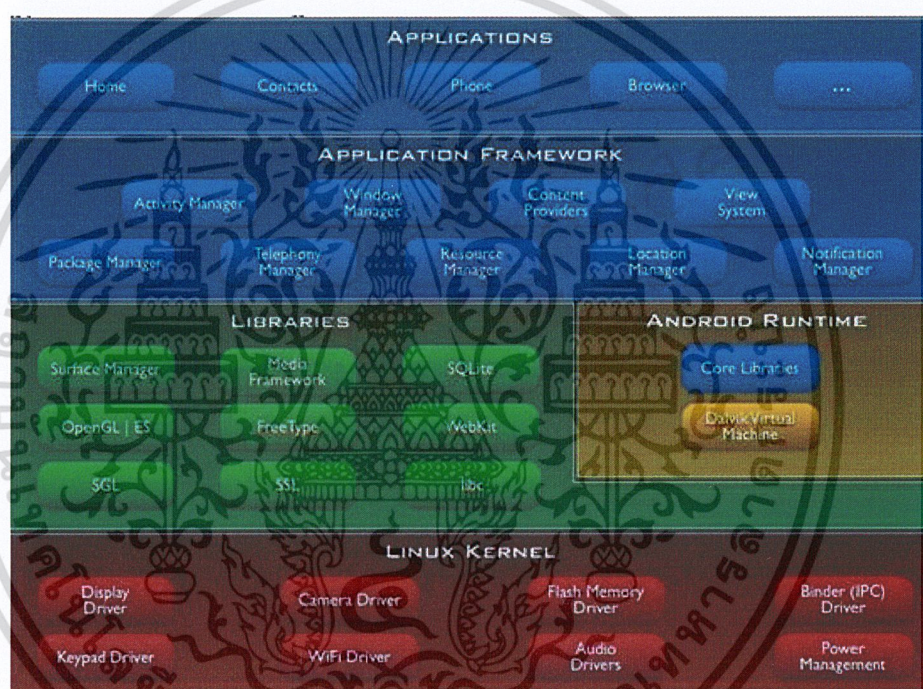 APPLICATIONS
Home
Contacts
Phone
Browser
...
APPLICATION FRAMEWORK
Activity Manager
Window
Manager
Content
Providers
View
System
Package Manager
Telephony
Manager
Resource
Manager
Location
Manager
Notification
Manager
LIBRARIES
Surface Manager
Media
Framework
SQLite
OpenGL | ES
FreeType
WebKit
SGL
SSL
libc
ANDROID RUNTIME
Core Libraries
Dalvik Virtual
Machine
LINUX KERNEL
Display
Driver
Camera Driver
Flash Memory
Driver
Binder (IPC)
Driver
Keypad Driver
WiFi Driver
Audio
Drivers
Power
Management